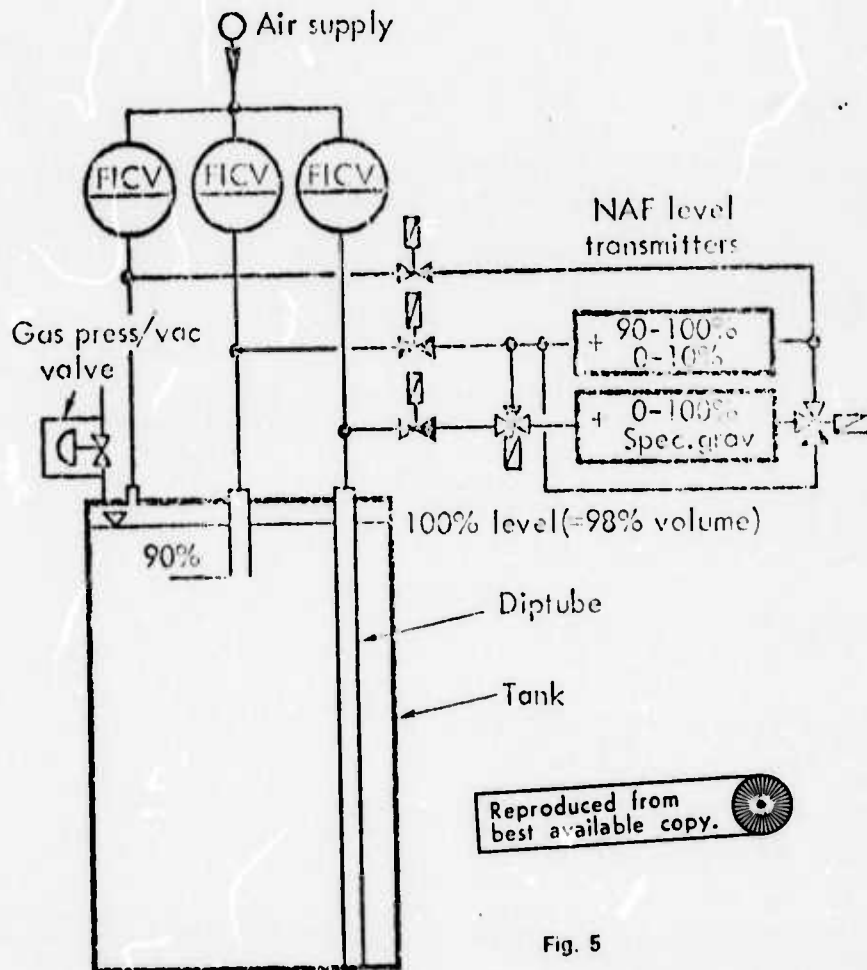 Air supply
FICV FICV FICV
NAF level
transmitters
Gas press/vac
valve
+ 90-100%
0-10%
+ 0-100%
Spec.grav
100% level(=98% volume)
90%
Diptube
Tank
Reproduced from
best available copy.
Fig. 5